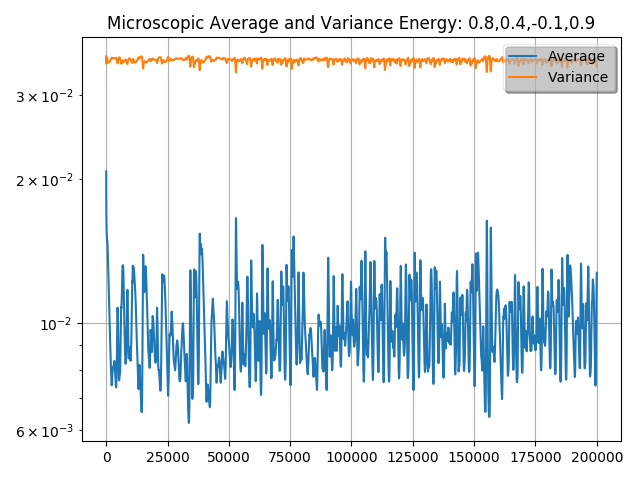 Microscopic Average and Variance Energy: 0.8,0.4,-0.1,0.9
Average
Variance
3 × 10⁻²
2 × 10⁻²
10⁻²
6 × 10⁻³
0 25000 50000 75000 100000 125000 150000 175000 200000